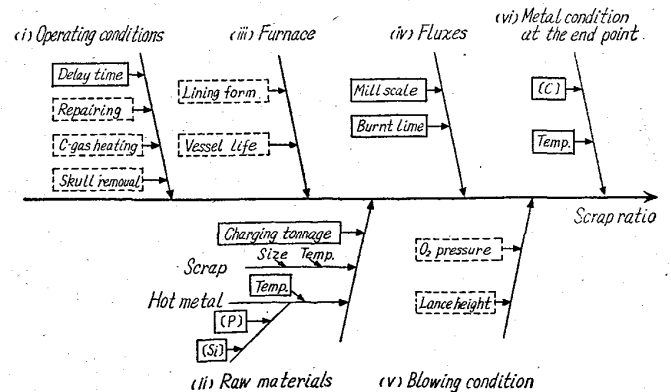 (i) Operating conditions
(iii) Furnace
(iv) Fluxes
(vi) Metal condition
at the end point
Delay time
Repairing
C-gas heating
Skull removal
Lining form
Vessel life
Mill scale
Burnt lime
[C]
Temp.
Scrap ratio
Charging tonnage
Size Temp.
Scrap
Temp.
Hot metal
[P]
[Si]
O2 pressure
Lance height
(ii) Raw materials
(v) Blowing condition